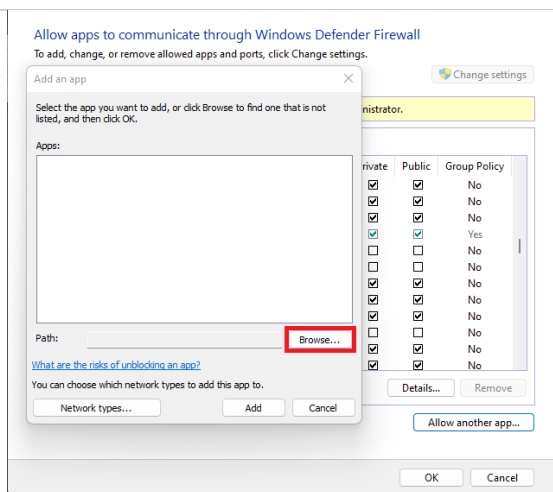 Allow apps to communicate through Windows Defender Firewall
To add, change, or remove allowed apps and ports, click Change settings.
Add an app
Change settings
Select the app you want to add, or click Browse to find one that is not
listed, and then click OK.
Apps:
Private Public Group Policy
No
No
No
Yes
No
No
No
No
No
No
No
No
Path:
Browse...
What are the risks of unblocking an app?
You can choose which network types to add this app to.
Network types...
Add
Cancel
Details...
Remove
Allow another app...
OK
Cancel